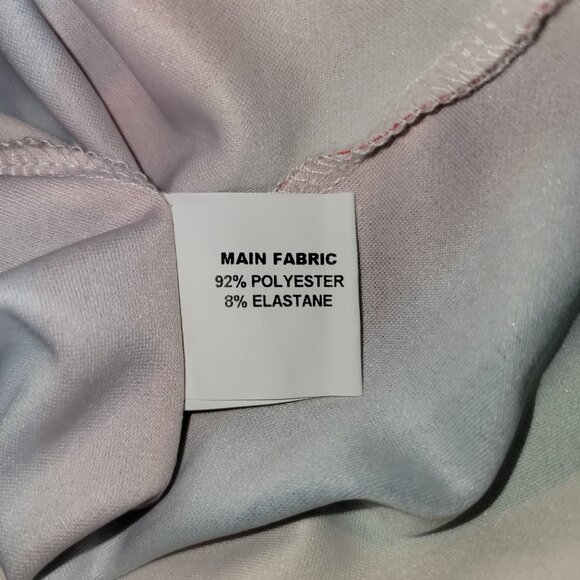 MAIN FABRIC
92% POLYESTER
8% ELASTANE